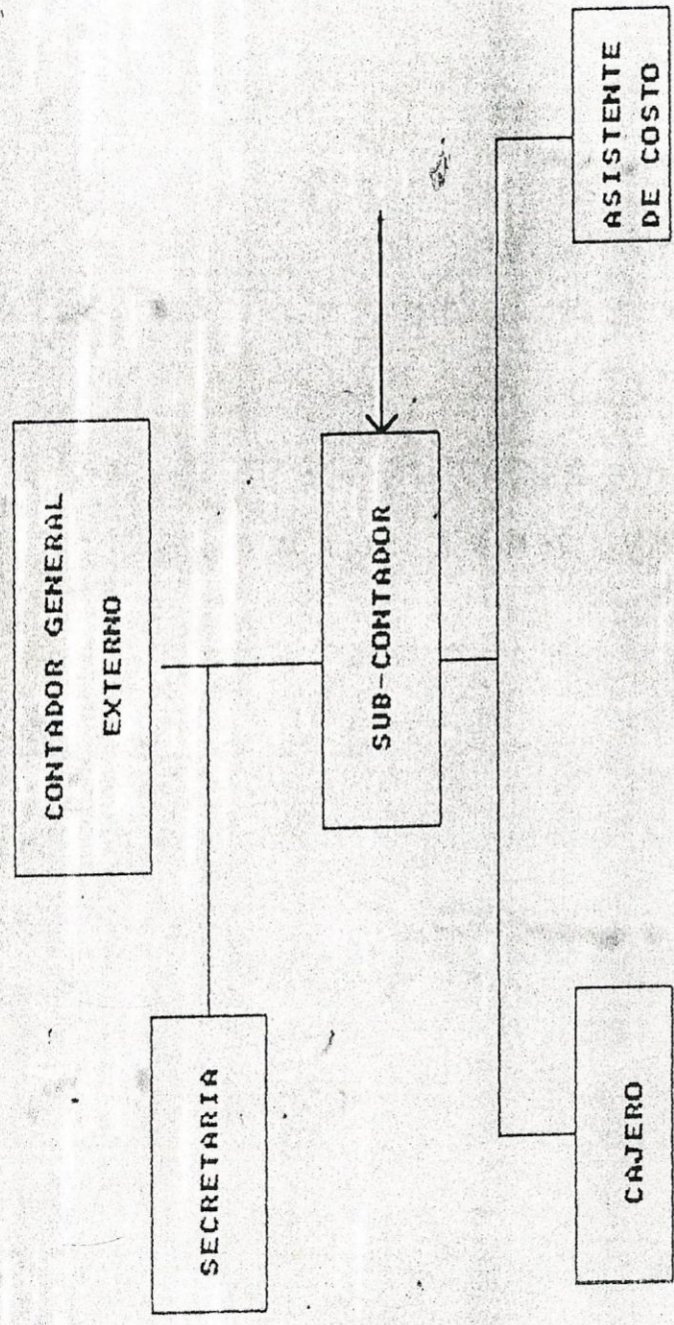 CONTADOR GENERAL
EXTERNO
SECRETARIA
SUB-CONTADOR
CAJERO
ASISTENTE
DE COSTO